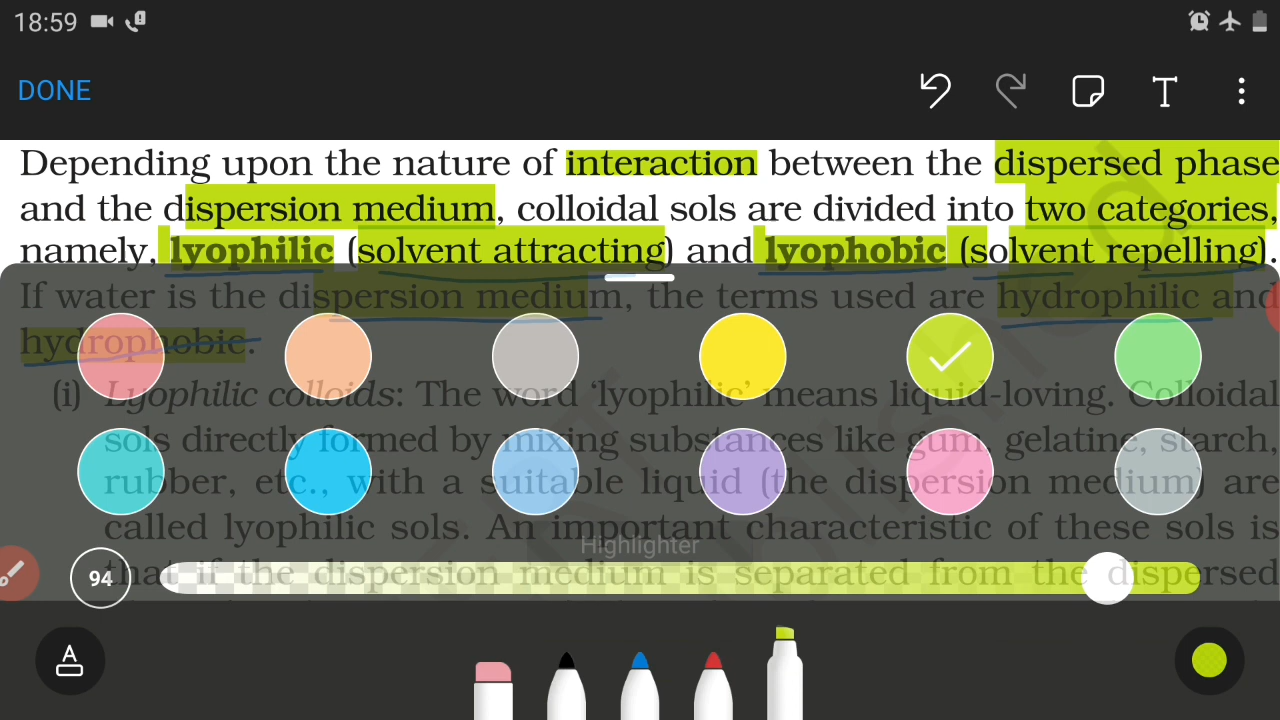 18:59
DONE
T
Depending upon the nature of interaction between the dispersed phase
and the dispersion medium, colloidal sols are divided into two categories,
namely, lyophilic (solvent attracting) and lyophobic (solvent repelling).
If water is the dispersion medium, the terms used are hydrophilic and
hydrophobic.
(i) Lyophilic colloids: The word ‘lyophilic’ means liquid-loving. Colloidal
sols directly formed by mixing substances like gum, gelatine, starch,
rubber, etc., with a suitable liquid (the dispersion medium) are
called lyophilic sols. An important characteristic of these sols is
Highlighter
that if the dispersion medium is separated from the dispersed
94
A